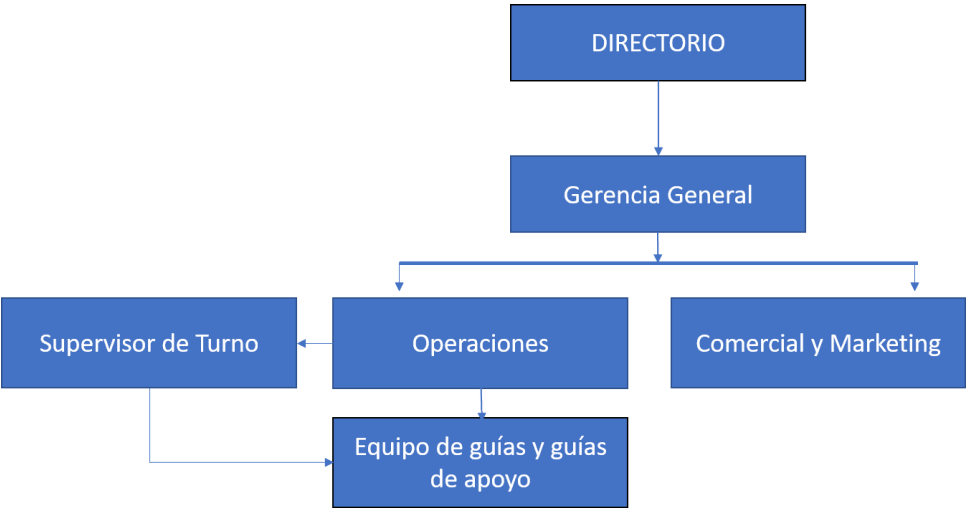 DIRECTORIO
Gerencia General
Supervisor de Turno
Operaciones
Comercial y Marketing
Equipo de guías y guías
de apoyo